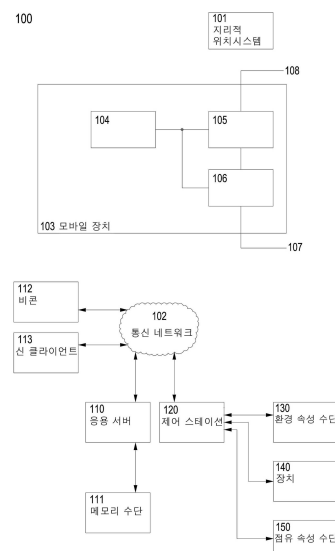 100
101
지리적
위치시스템
108
104
105
106
103 모바일 장치
107
112
비콘
102
통신 네트워크
113
신 클라이언트
110
응용 서버
120
제어 스테이션
130
환경 속성 수단
111
메모리 수단
140
장치
150
점유 속성 수단